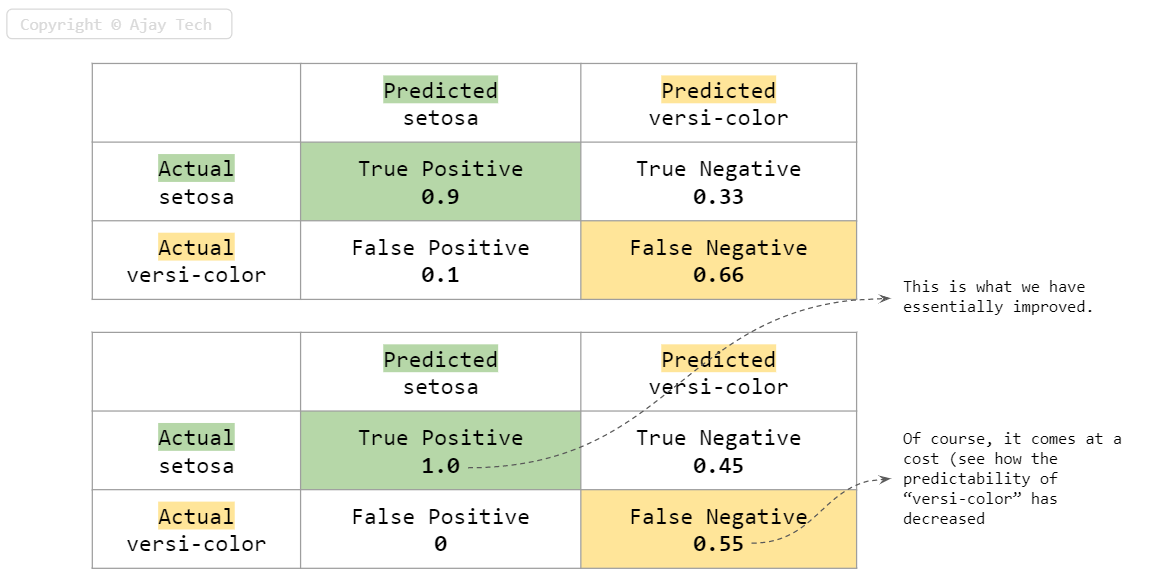 Copyright © Ajay Tech
Predicted
setosa
Predicted
versi-color
Actual
setosa
True Positive
0.9
True Negative
0.33
Actual
versi-color
False Positive
0.1
False Negative
0.66
This is what we have
essentially improved.
Predicted
setosa
Predicted
versi-color
Actual
setosa
True Positive
1.0
True Negative
0.45
Actual
versi-color
False Positive
0
False Negative
0.55
Of course, it comes at a
cost (see how the
predictability of
“versi-color” has
decreased